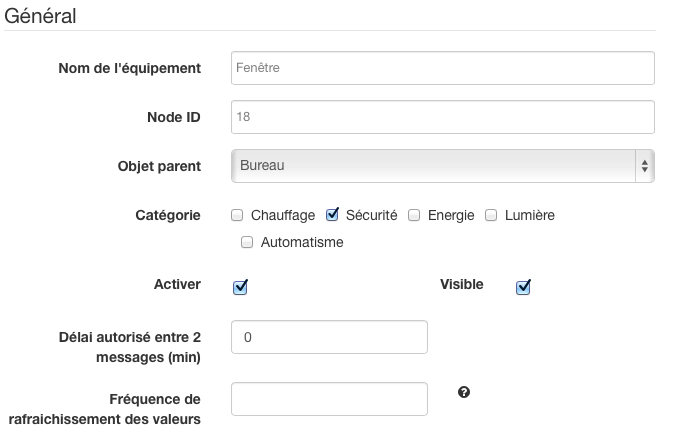 Général
Nom de l'équipement Fenêtre
Node ID 18
Objet parent Bureau
Catégorie Chauffage Sécurité Energie Lumière
Automatisme
Activer Visible
Délai autorisé entre 2 0
messages (min)
Fréquence de ?
rafraichissement des valeurs